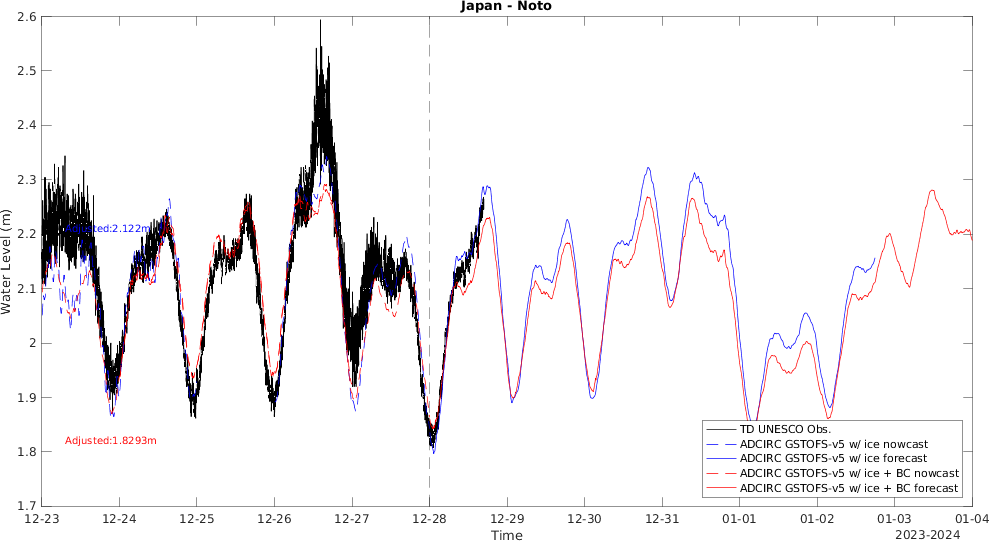 Japan - Noto
Water Level (m)
2.6
2.5
2.4
2.3
2.2
2.1
2
1.9
1.8
1.7
Adjusted:2.122m
Adjusted:1.8293m
TD UNESCO Obs.
ADCIRC GSTOFS-v5 w/ ice nowcast
ADCIRC GSTOFS-v5 w/ ice forecast
ADCIRC GSTOFS-v5 w/ ice + BC nowcast
ADCIRC GSTOFS-v5 w/ ice + BC forecast
12-23 12-24 12-25 12-26 12-27 12-28 12-29 12-30 12-31 01-01 01-02 01-03 01-04
Time
2023-2024